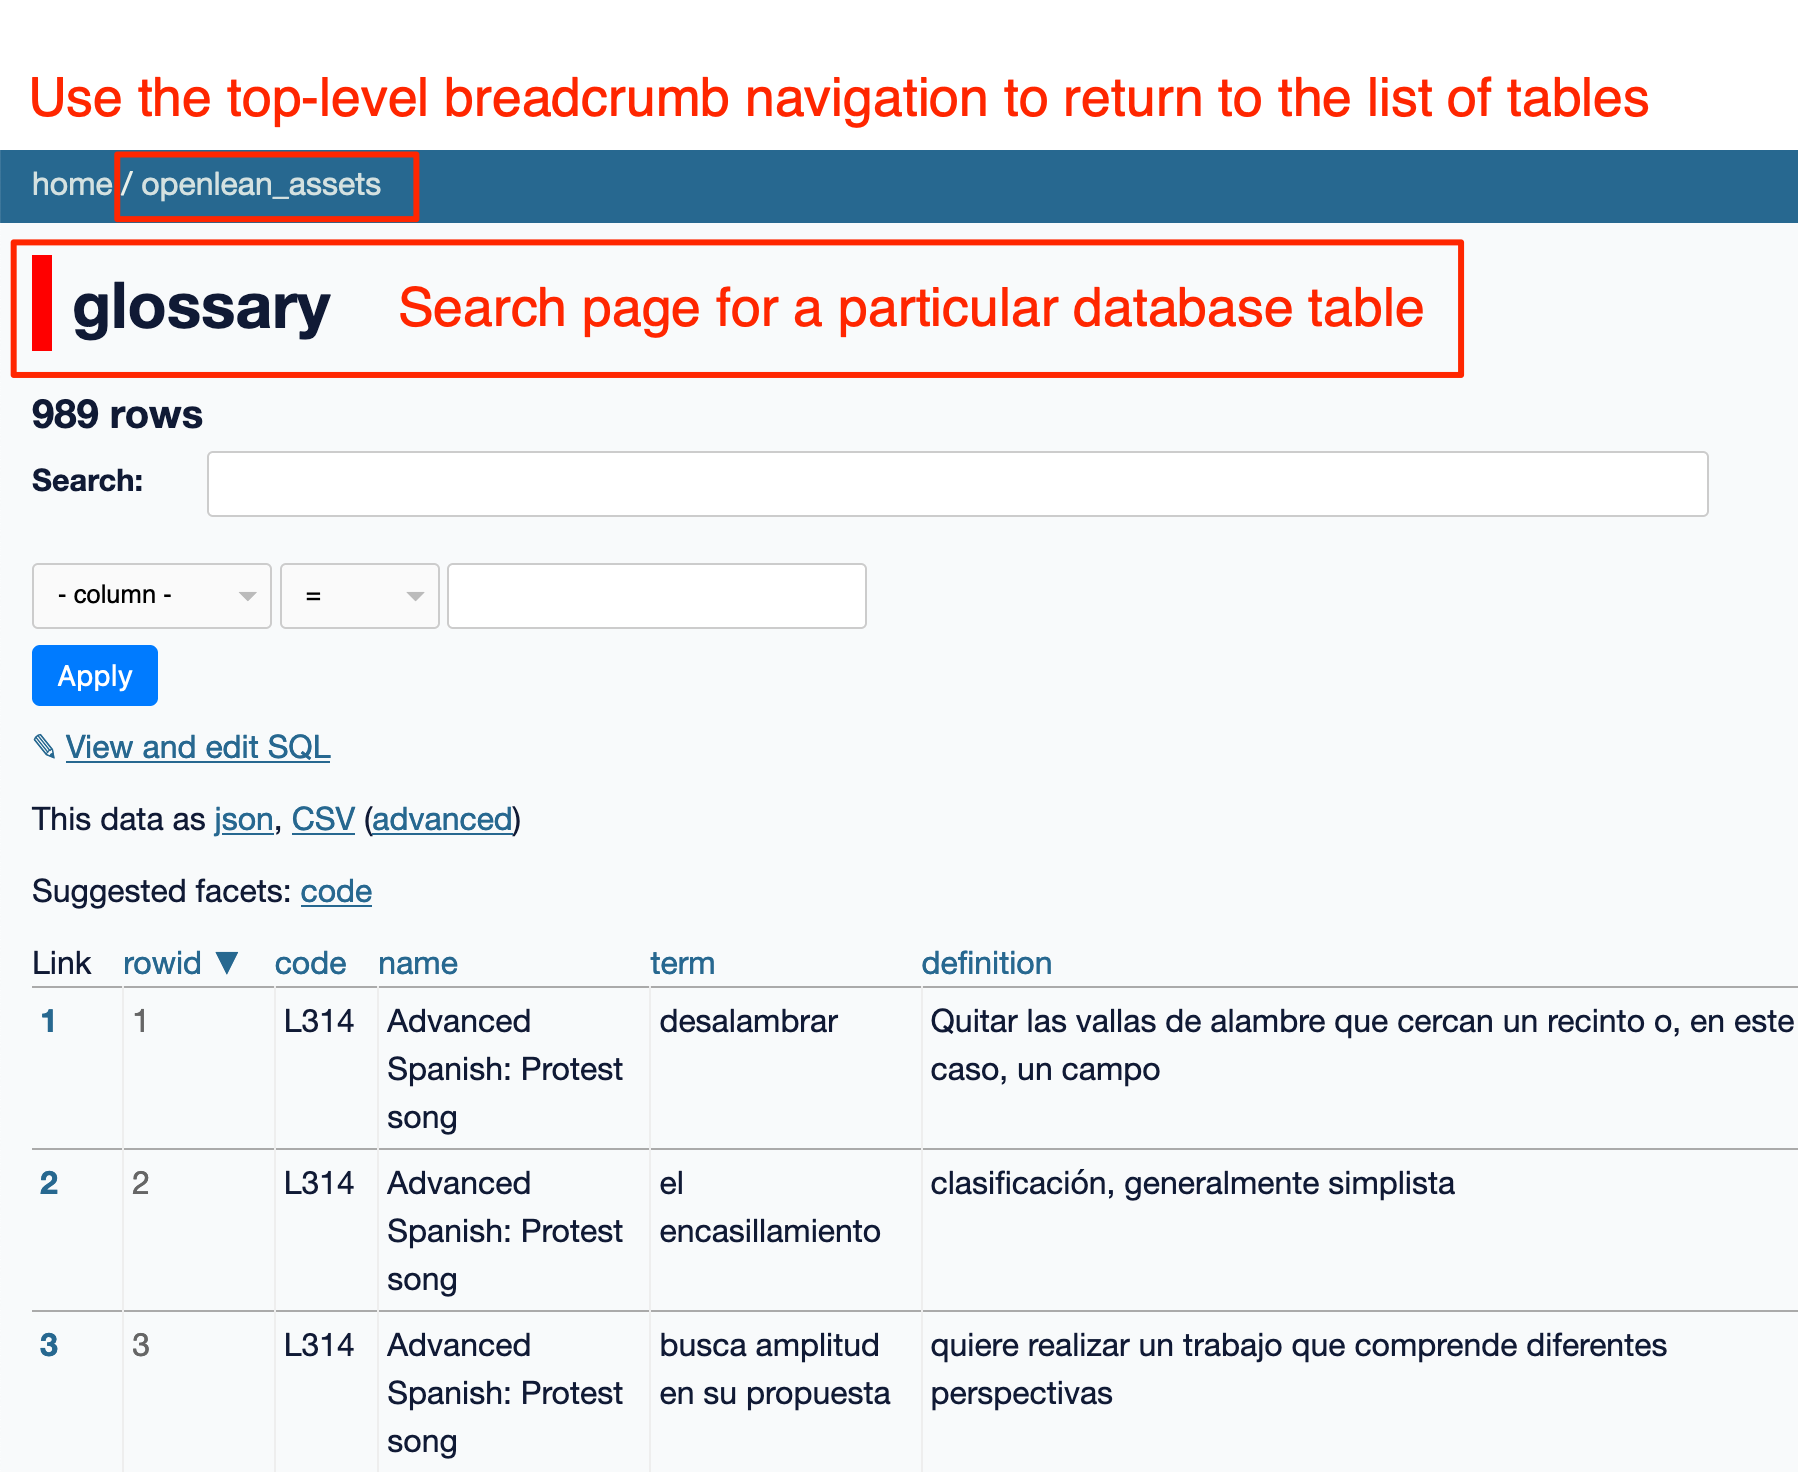 Use the top-level breadcrumb navigation to return to the list of tables
home / openlean_assets
glossary Search page for a particular database table
989 rows
Search:
- column - =
Apply
✎ View and edit SQL
This data as json, CSV (advanced)
Suggested facets: code
Link rowid ▼ code name term definition
1 1 L314 Advanced desalambrar Quitar las vallas de alambre que cercan un recinto o, en este
Spanish: Protest caso, un campo
song
2 2 L314 Advanced el clasificación, generalmente simplista
Spanish: Protest encasillamiento
song
3 3 L314 Advanced busca amplitud quiere realizar un trabajo que comprende diferentes
Spanish: Protest en su propuesta perspectivas
song